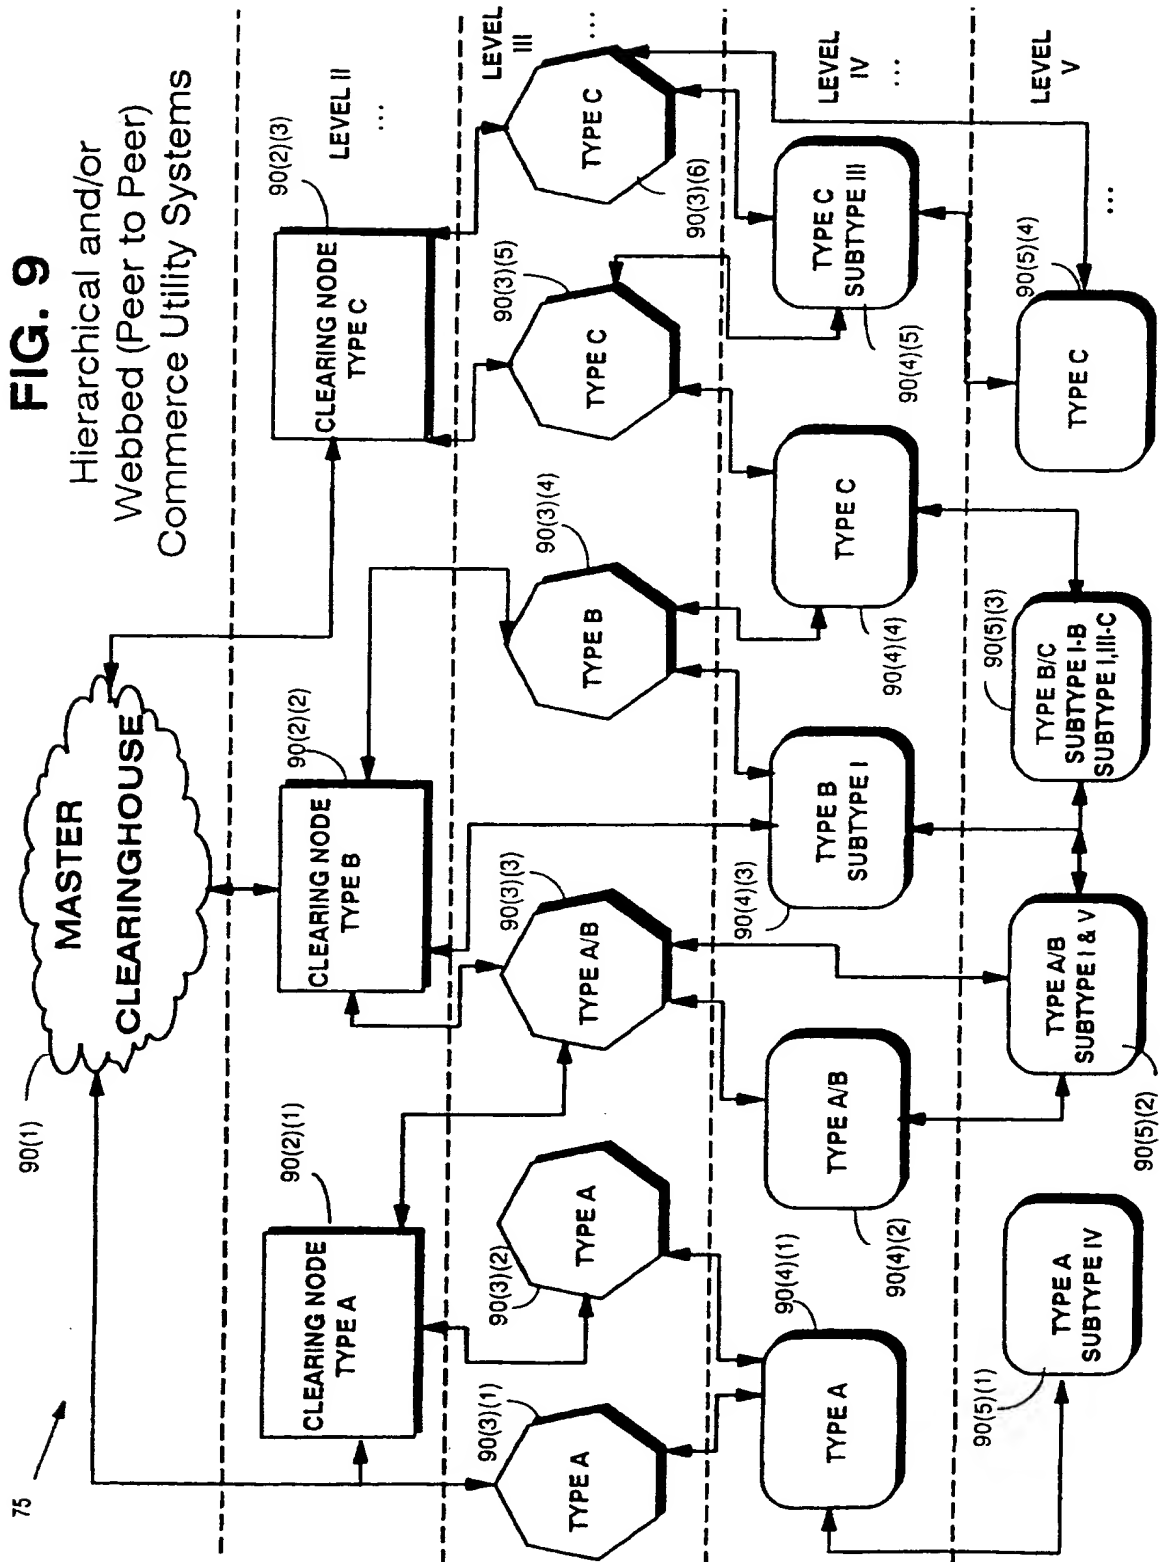 FIG. 9
Hierarchical and/or
Webbed (Peer to Peer)
Commerce Utility Systems
75
90(1)
MASTER
CLEARINGHOUSE
LEVEL II
...
90(2)(1)
CLEARING NODE
TYPE A
90(2)(2)
CLEARING NODE
TYPE B
90(2)(3)
CLEARING NODE
TYPE C
LEVEL
III
...
90(3)(1)
TYPE A
90(3)(2)
TYPE A
90(3)(3)
TYPE A/B
90(3)(4)
TYPE B
90(3)(5)
TYPE C
90(3)(6)
TYPE C
LEVEL
IV
...
90(4)(1)
TYPE A
90(4)(2)
TYPE A/B
90(4)(3)
TYPE B
SUBTYPE I
90(4)(4)
TYPE C
90(4)(5)
TYPE C
SUBTYPE III
LEVEL
V
...
90(5)(1)
TYPE A
SUBTYPE IV
90(5)(2)
TYPE A/B
SUBTYPE I & V
90(5)(3)
TYPE B/C
SUBTYPE I-B
SUBTYPE I,III-C
90(5)(4)
TYPE C